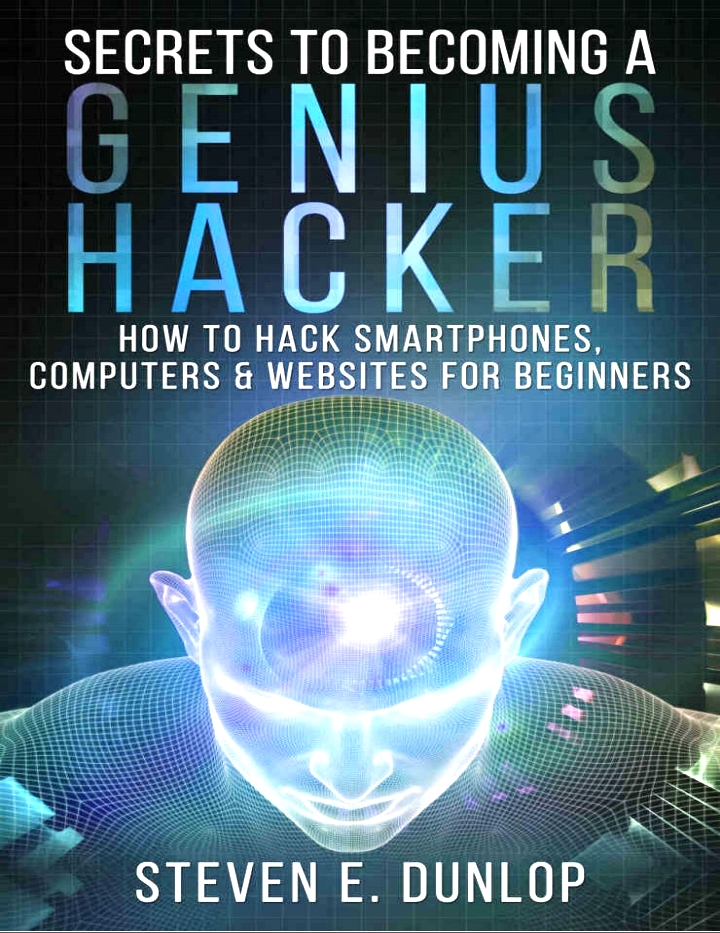 SECRETS TO BECOMING A
GENIUS
HACKER
HOW TO HACK SMARTPHONES,
COMPUTERS & WEBSITES FOR BEGINNERS
STEVEN E. DUNLOP